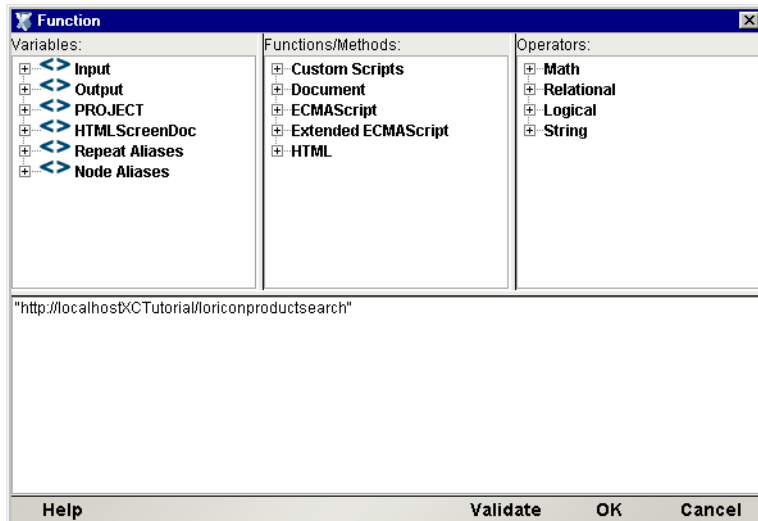 Function
Variables:
Input
Output
PROJECT
HTMLScreenDoc
Repeat Aliases
Node Aliases
Functions/Methods:
Custom Scripts
Document
ECMAScript
Extended ECMAScript
HTML
Operators:
Math
Relational
Logical
String
"http://localhostXCTutorial/loriconproductsearch"
Help
Validate
OK
Cancel